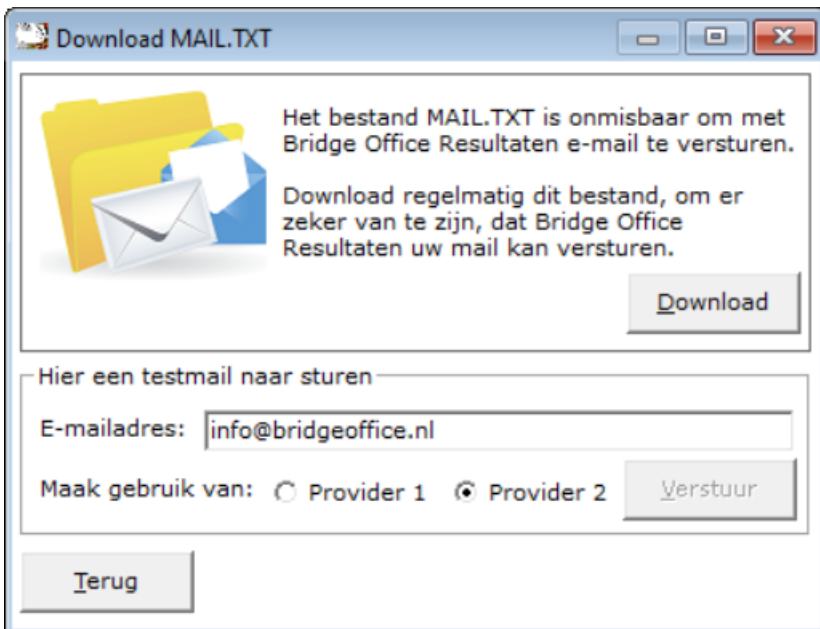 Download MAIL.TXT
Het bestand MAIL.TXT is onmisbaar om met
Bridge Office Resultaten e-mail te versturen.
Download regelmatig dit bestand, om er
zeker van te zijn, dat Bridge Office
Resultaten uw mail kan versturen.
Download
Hier een testmail naar sturen
E-mailadres: info@bridgeoffice.nl
Maak gebruik van: Provider 1 Provider 2 Verstuur
Terug